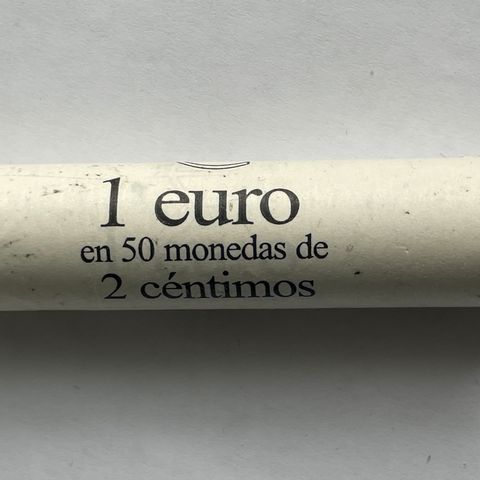 1 euro
en 50 monedas de
2 céntimos